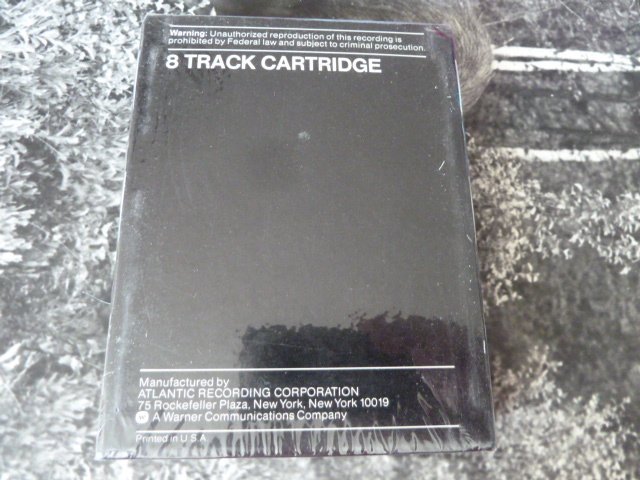 Warning: Unauthorized reproduction of this recording is
prohibited by Federal law and subject to criminal prosecution.
8 TRACK CARTRIDGE
Manufactured by
ATLANTIC RECORDING CORPORATION
75 Rockefeller Plaza, New York, New York 10019
A Warner Communications Company
Printed in U.S.A.